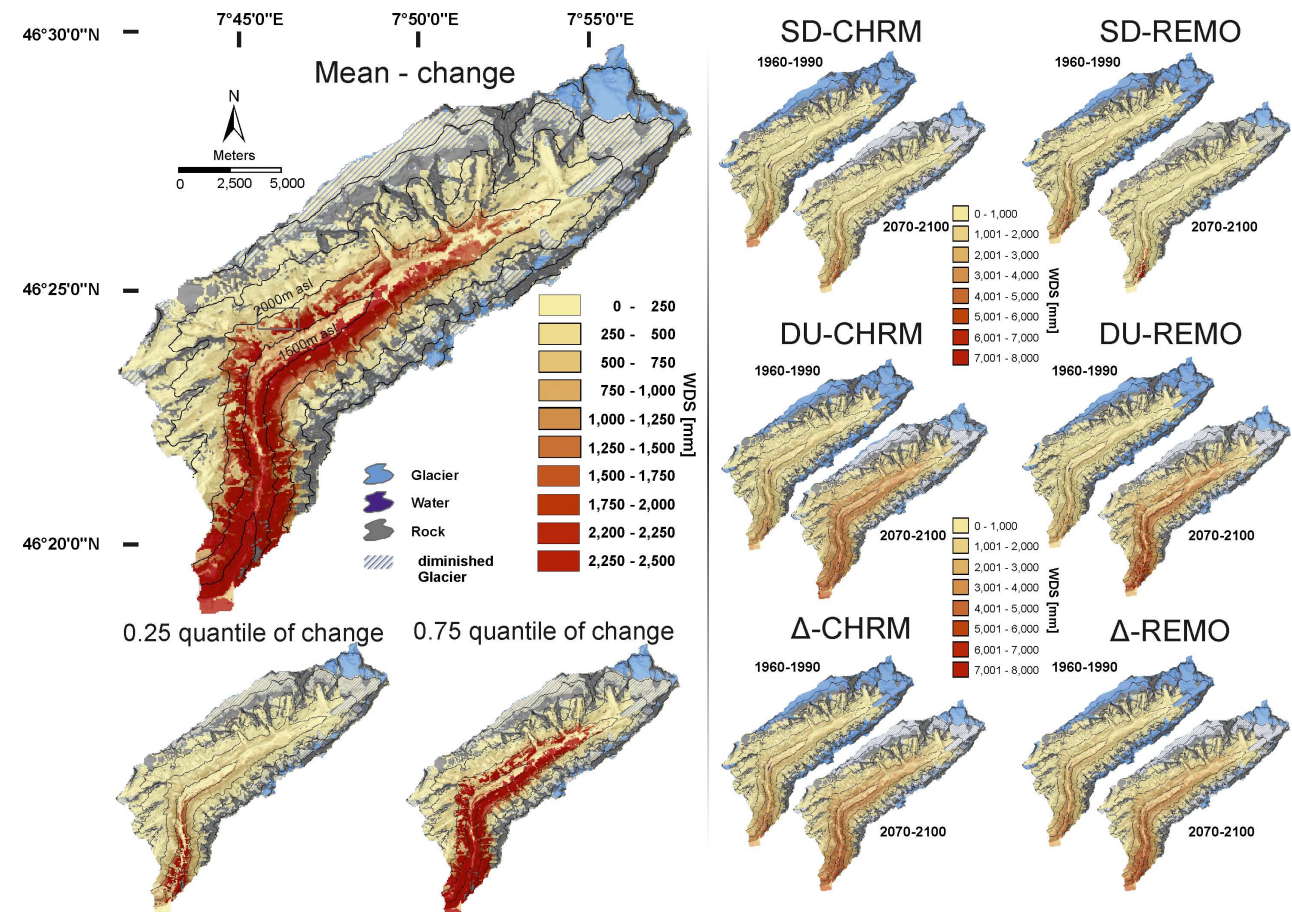 7°45'0"E 7°50'0"E 7°55'0"E
46°30'0"N
46°25'0"N
46°20'0"N
Mean - change
N
Meters
0 2,500 5,000
2000m asl
1500m asl
0 - 250
250 - 500
500 - 750
750 - 1,000
1,000 - 1,250
1,250 - 1,500
1,500 - 1,750
1,750 - 2,000
2,200 - 2,250
2,250 - 2,500
WDS [mm]
Glacier
Water
Rock
diminished
Glacier
0.25 quantile of change
0.75 quantile of change
SD-CHRM
1960-1990
2070-2100
SD-REMO
1960-1990
2070-2100
0 - 1,000
1,001 - 2,000
2,001 - 3,000
3,001 - 4,000
4,001 - 5,000
5,001 - 6,000
6,001 - 7,000
7,001 - 8,000
WDS [mm]
DU-CHRM
1960-1990
2070-2100
DU-REMO
1960-1990
2070-2100
0 - 1,000
1,001 - 2,000
2,001 - 3,000
3,001 - 4,000
4,001 - 5,000
5,001 - 6,000
6,001 - 7,000
7,001 - 8,000
WDS [mm]
Δ-CHRM
1960-1990
2070-2100
Δ-REMO
1960-1990
2070-2100